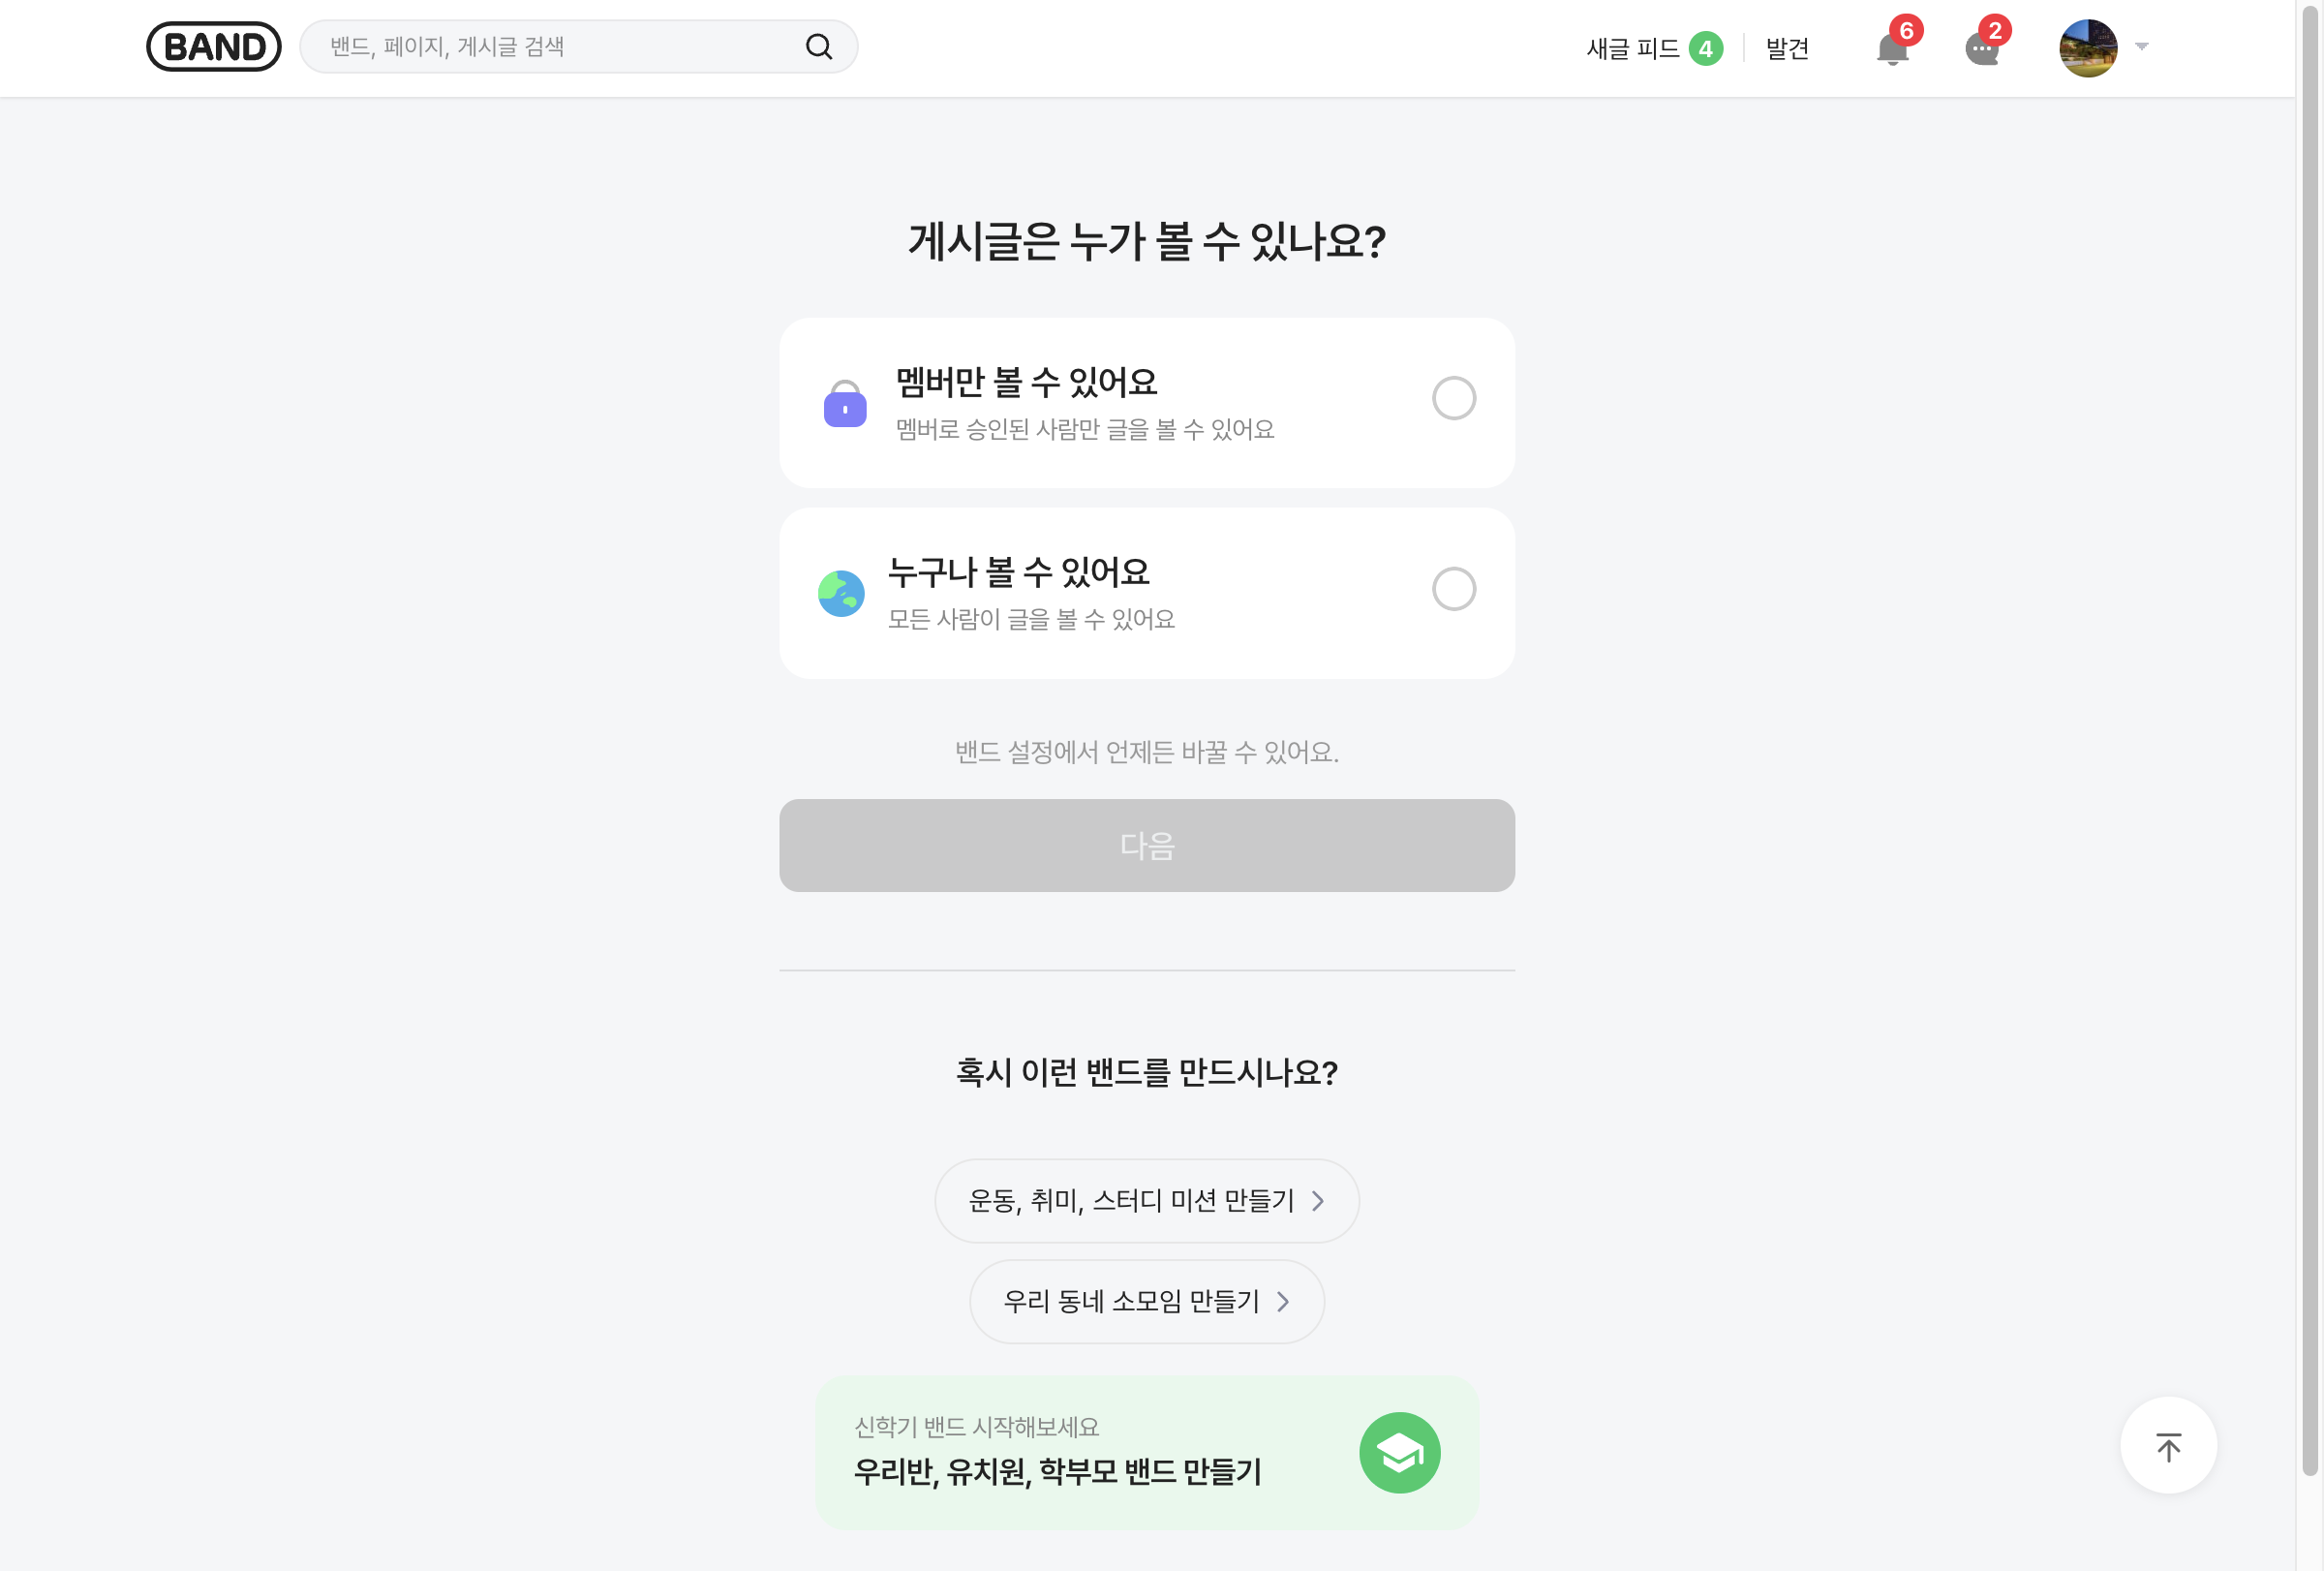 BAND
밴드, 페이지, 게시글 검색
새글 피드 4
발견
6
2
게시글은 누가 볼 수 있나요?
멤버만 볼 수 있어요
멤버로 승인된 사람만 글을 볼 수 있어요
누구나 볼 수 있어요
모든 사람이 글을 볼 수 있어요
밴드 설정에서 언제든 바꿀 수 있어요.
다음
혹시 이런 밴드를 만드시나요?
운동, 취미, 스터디 미션 만들기
우리 동네 소모임 만들기
신학기 밴드 시작해보세요
우리반, 유치원, 학부모 밴드 만들기